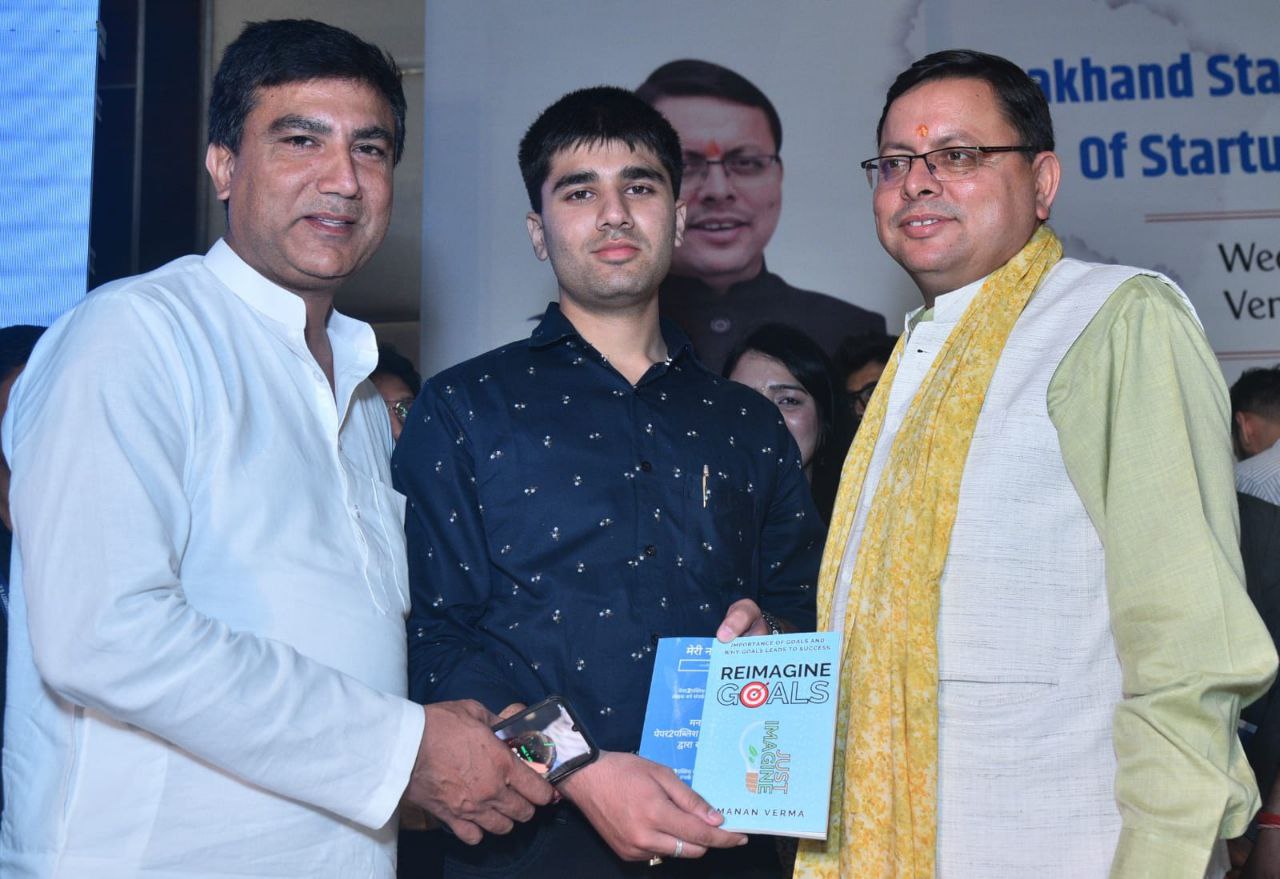 akhand Sta
Of Startu
Wed
Ven
मेरी न
मन
पेपर2पब्लिश
द्वारा
IMPORTANCE OF GOALS AND
WHY GOALS LEADS TO SUCCESS
REIMAGINE
GOALS
JUST
IMAGINE
MANAN VERMA